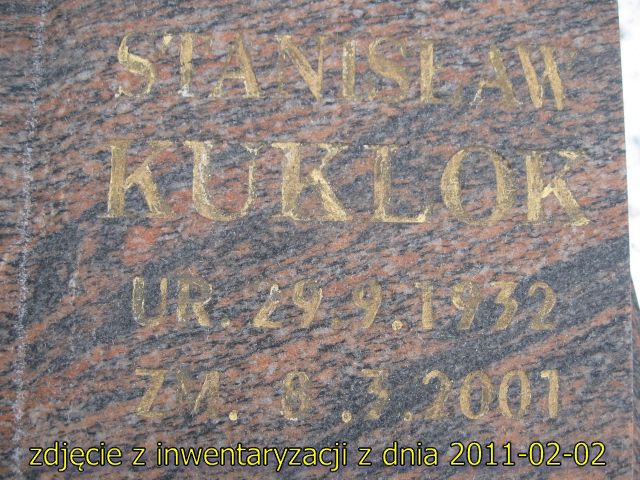 STANISŁAW
KUKLOK
UR. 29.9.1932
ZM. 8.3.2001
zdjęcie z inwentaryzacji z dnia 2011-02-02